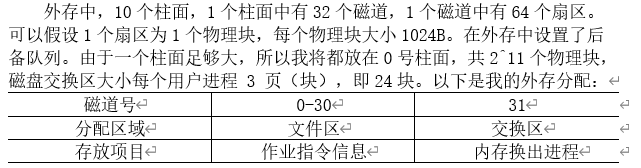 外存中，10 个柱面，1 个柱面中有 32 个磁道，1 个磁道中有 64 个扇区。
可以假设 1 个扇区为 1 个物理块，每个物理块大小 1024B。在外存中设置了后
备队列。由于一个柱面足够大，所以我将都放在 0 号柱面，共 2^11 个物理块，
磁盘交换区大小每个用户进程 3 页（块），即 24 块。以下是我的外存分配：
磁道号 0-30 31
分配区域 文件区 交换区
存放项目 作业指令信息 内存换出进程